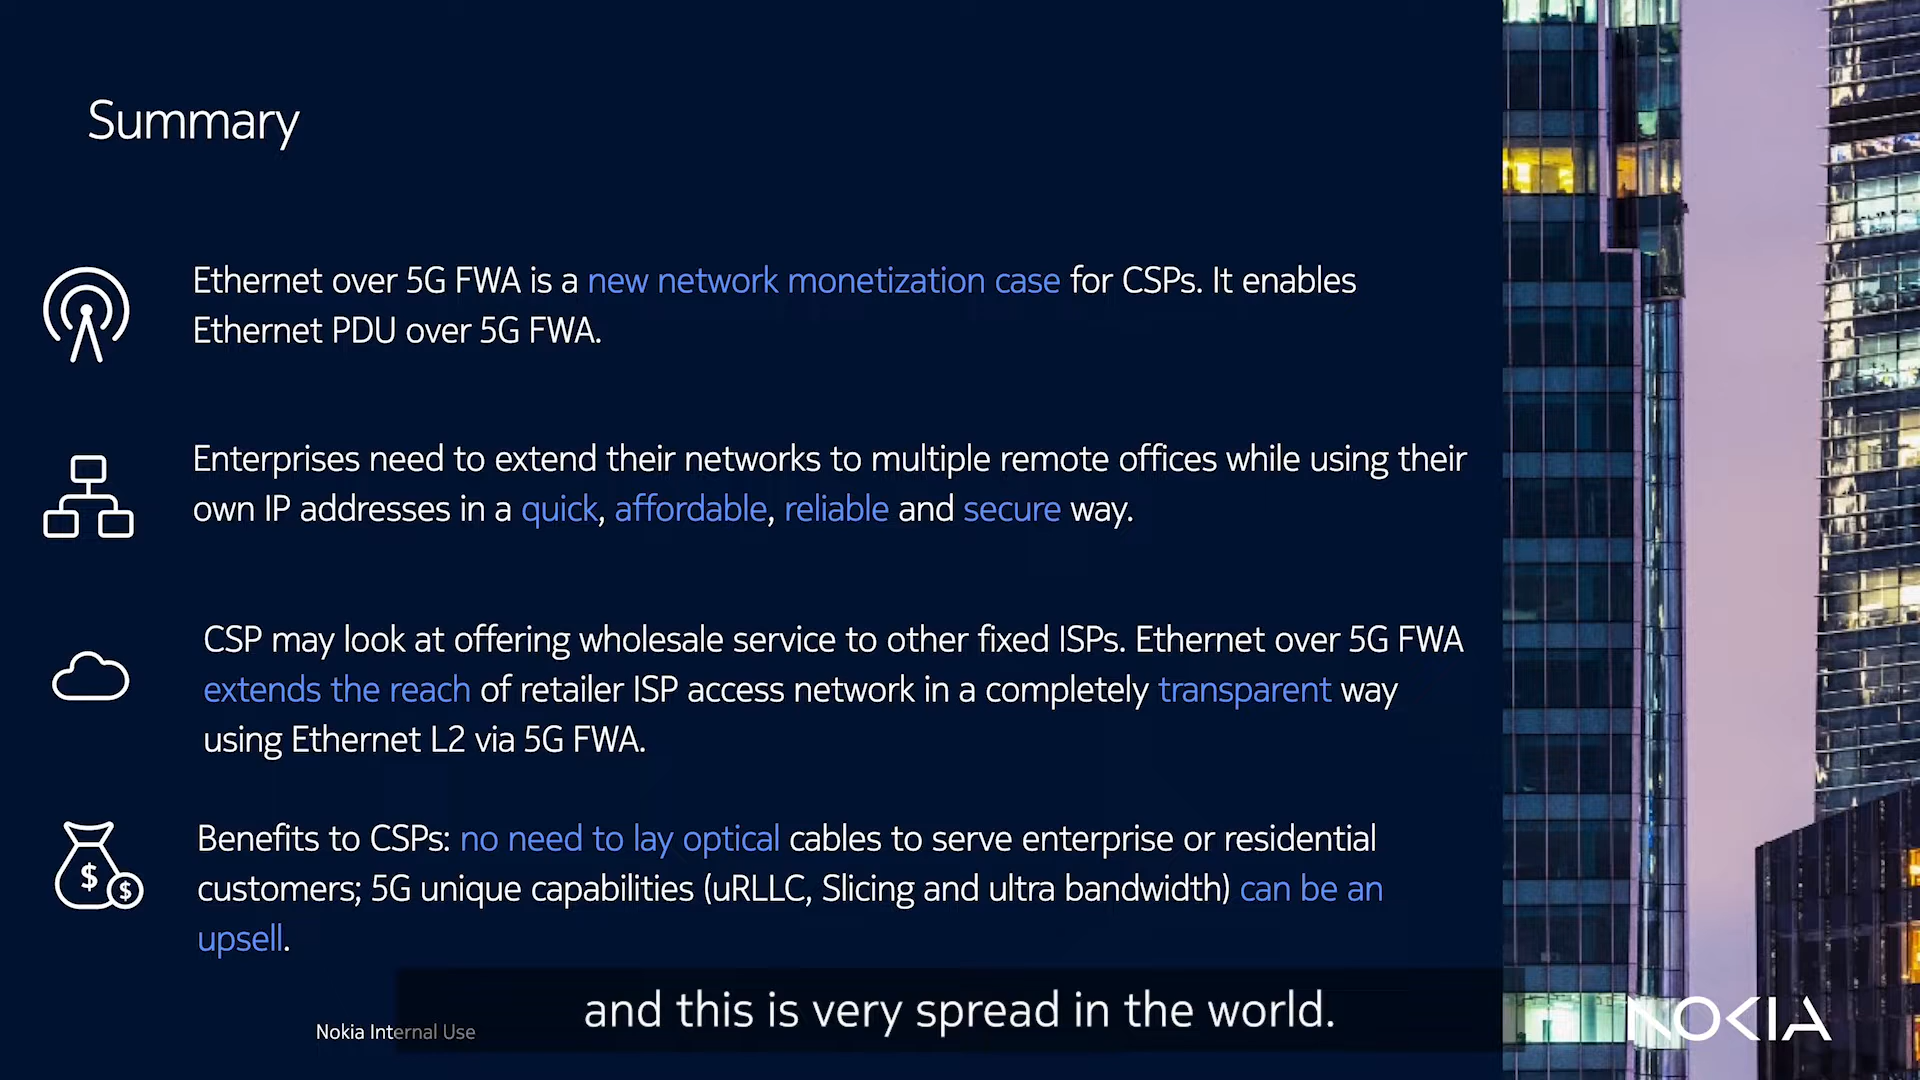 Summary
Ethernet over 5G FWA is a new network monetization case for CSPs. It enables
Ethernet PDU over 5G FWA.
Enterprises need to extend their networks to multiple remote offices while using their
own IP addresses in a quick, affordable, reliable and secure way.
CSP may look at offering wholesale service to other fixed ISPs. Ethernet over 5G FWA
extends the reach of retailer ISP access network in a completely transparent way
using Ethernet L2 via 5G FWA.
$ $
Benefits to CSPs: no need to lay optical cables to serve enterprise or residential
customers; 5G unique capabilities (uRLLC, Slicing and ultra bandwidth) can be an
upsell.
and this is very spread in the world.
Nokia Internal Use
NOKIA